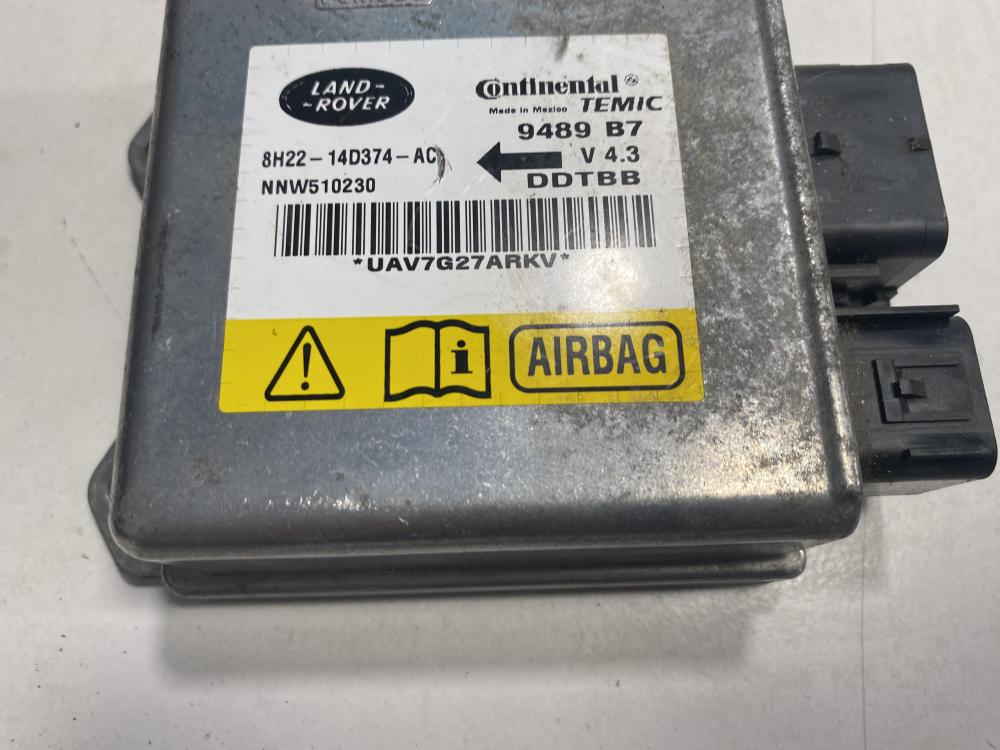 LAND-
-ROVER
Continental
Made in Mexico TEMIC
9489 B7
8H22-14D374-AC
V 4.3
NNW510230
DDTBB
*UAV7G27ARKV*
i
AIRBAG